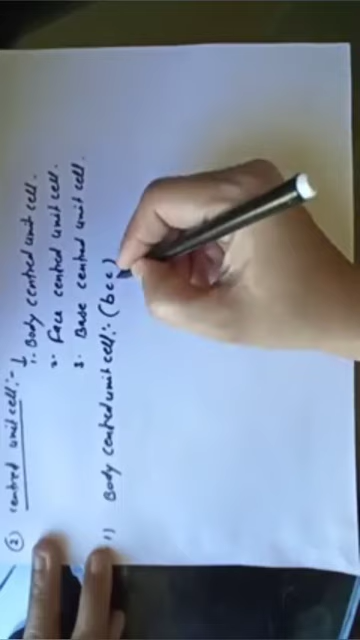 ② centred unit cell:- ↓
1. Body centred unit cell.
2. Face centred unit cell.
3. Base centred unit cell.
1) Body centred unit cell:- (bcc)